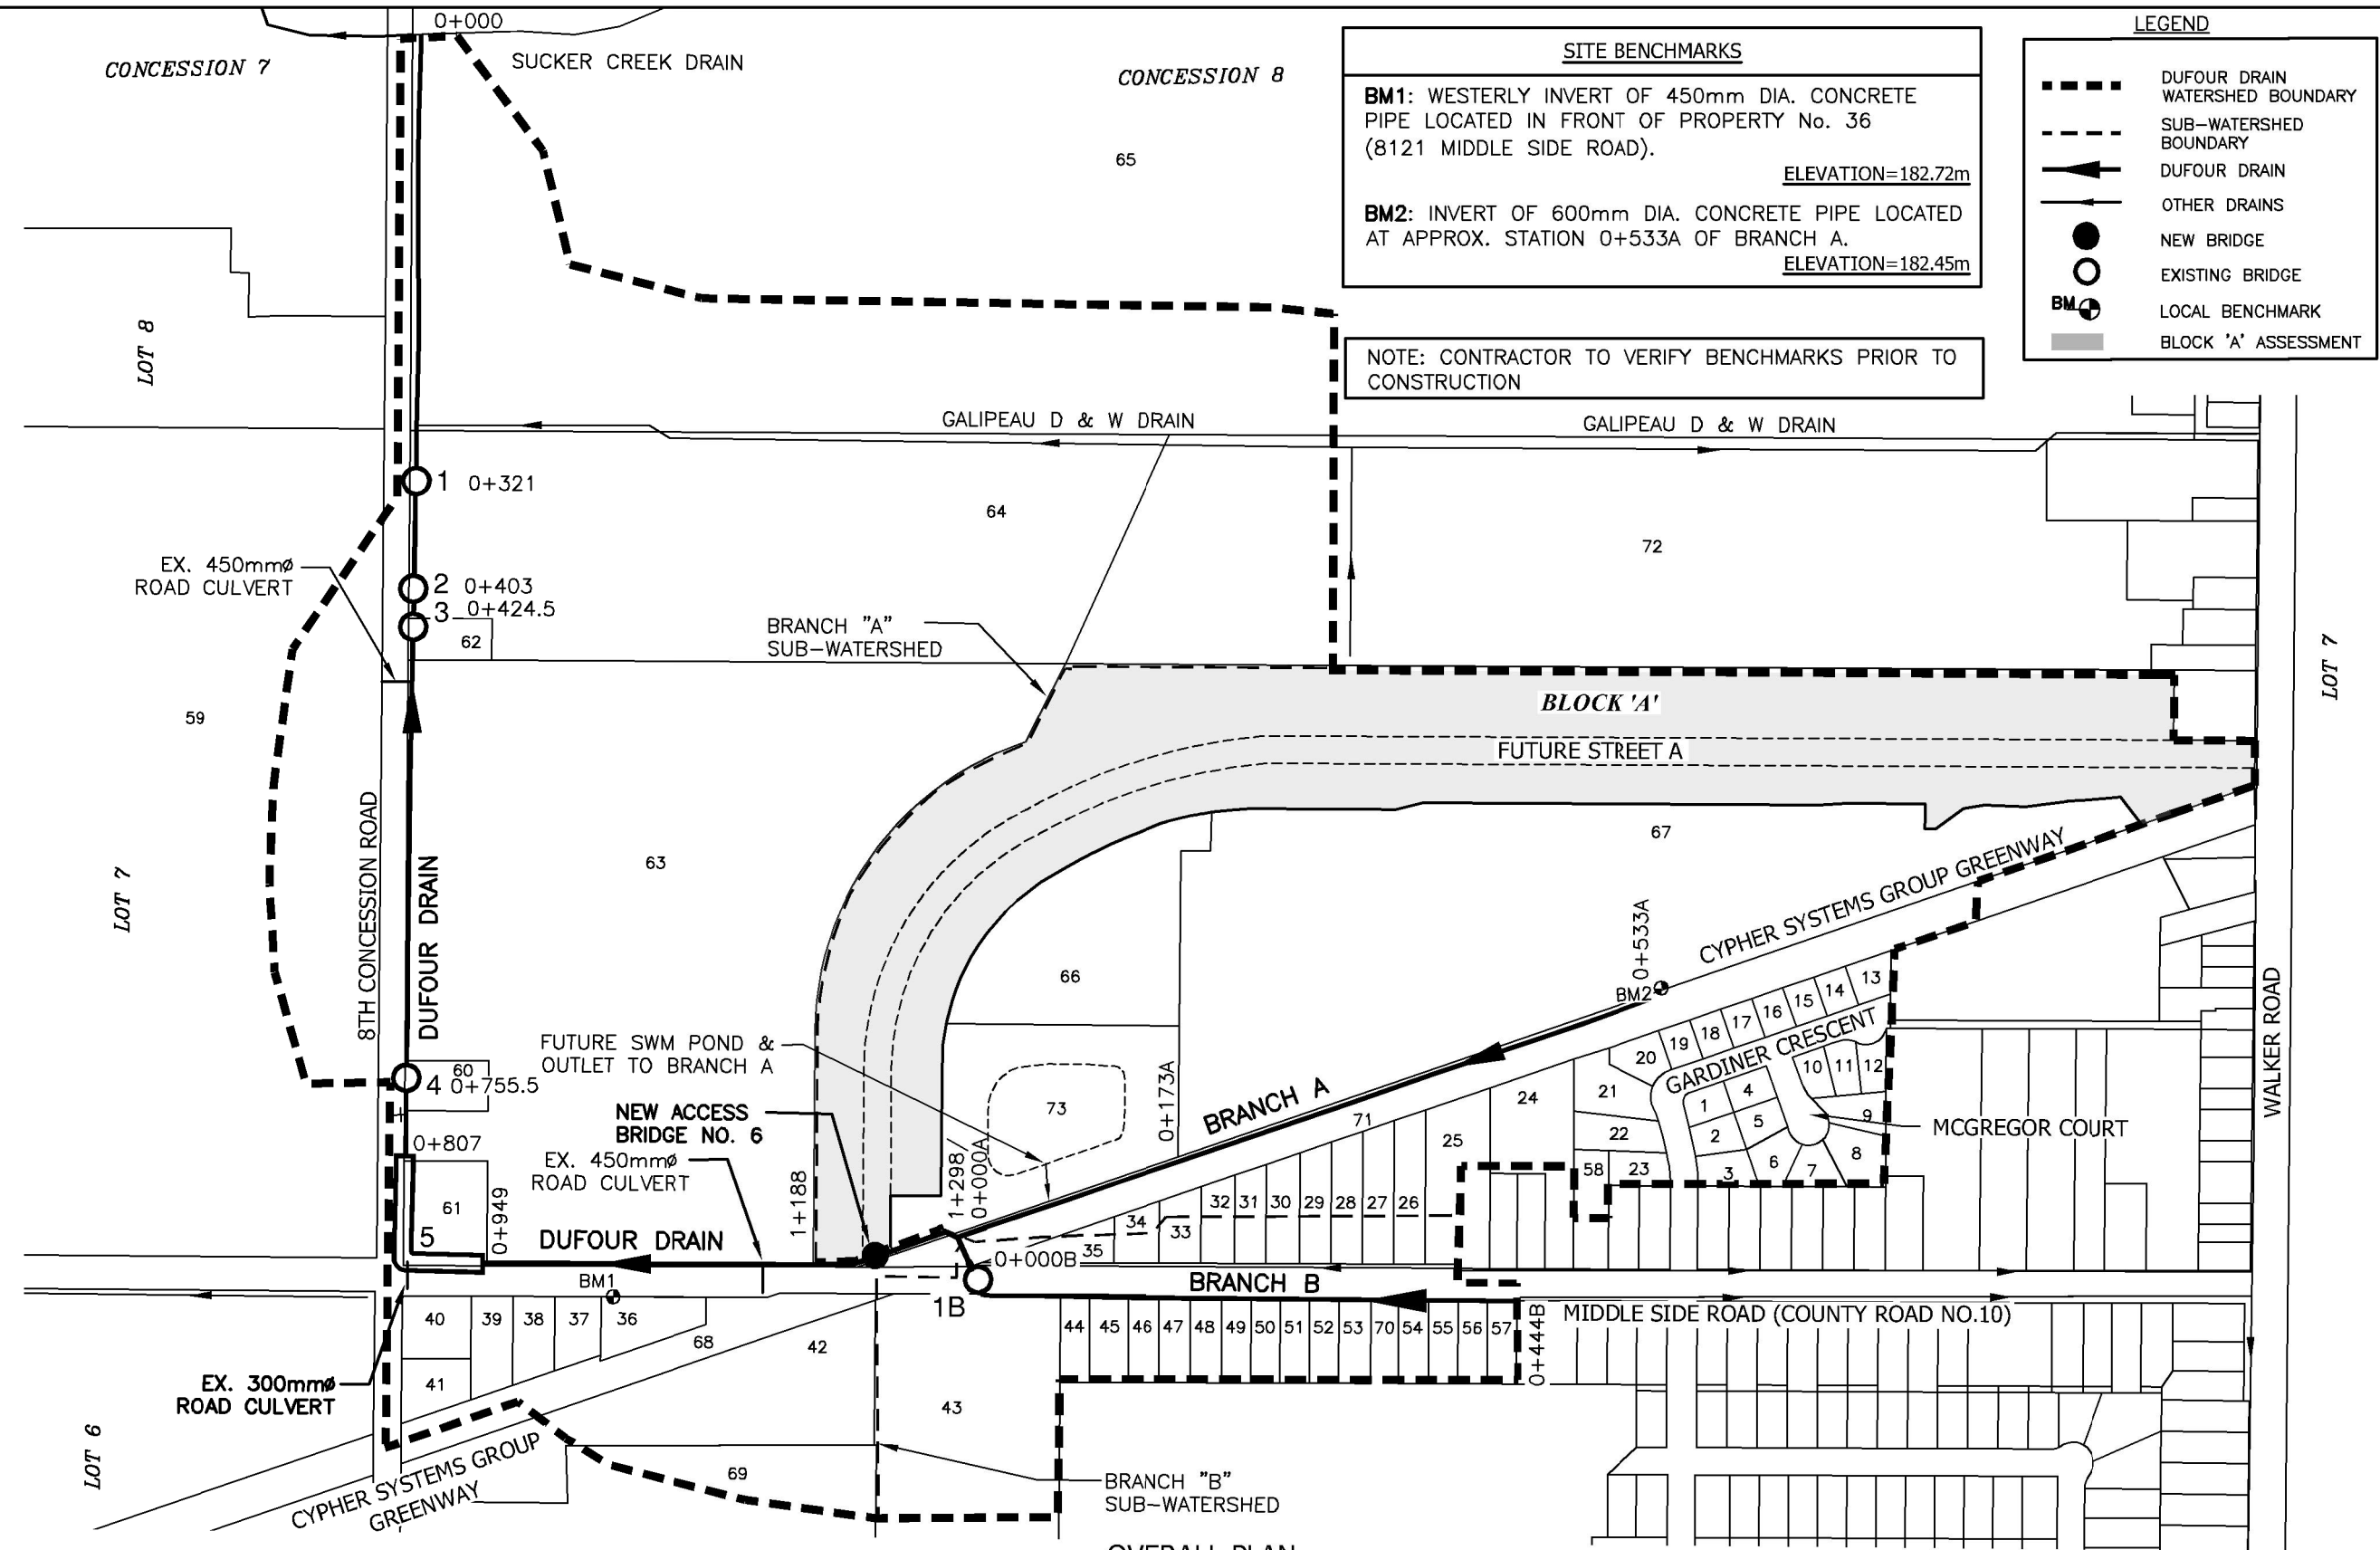 0+000
SUCKER CREEK DRAIN
CONCESSION 7
CONCESSION 8
65
SITE BENCHMARKS
BM1: WESTERLY INVERT OF 450mm DIA. CONCRETE
PIPE LOCATED IN FRONT OF PROPERTY No. 36
(8121 MIDDLE SIDE ROAD).
ELEVATION=182.72m
BM2: INVERT OF 600mm DIA. CONCRETE PIPE LOCATED
AT APPROX. STATION 0+533A OF BRANCH A.
ELEVATION=182.45m
NOTE: CONTRACTOR TO VERIFY BENCHMARKS PRIOR TO
CONSTRUCTION
LEGEND
DUFOUR DRAIN
WATERSHED BOUNDARY
SUB-WATERSHED
BOUNDARY
DUFOUR DRAIN
OTHER DRAINS
NEW BRIDGE
EXISTING BRIDGE
BM
LOCAL BENCHMARK
BLOCK 'A' ASSESSMENT
LOT 8
GALIPEAU D & W DRAIN
GALIPEAU D & W DRAIN
1 0+321
64
72
EX. 450mmø
ROAD CULVERT
2 0+403
3 0+424.5
62
BRANCH "A"
SUB-WATERSHED
LOT 7
59
BLOCK 'A'
FUTURE STREET A
8TH CONCESSION ROAD
DUFOUR DRAIN
63
67
LOT 7
CYPHER SYSTEMS GROUP GREENWAY
66
0+533A
BM2
WALKER ROAD
FUTURE SWM POND &
OUTLET TO BRANCH A
60
4 0+755.5
73
0+173A
BRANCH A
71
13
14
15
16
17
18
19
20
GARDINER CRESCENT
10
11
12
21
24
1
4
2
5
9
MCGREGOR COURT
22
25
3
6
7
8
58
23
NEW ACCESS
BRIDGE NO. 6
EX. 450mmø
ROAD CULVERT
0+807
61
0+949
5
DUFOUR DRAIN
1+188
1+298
0+000A
32
31
30
29
28
27
26
34
33
35
0+000B
1B
BRANCH B
BM1
40
39
38
37
36
68
42
44
45
46
47
48
49
50
51
52
53
70
54
55
56
57
0+444B
MIDDLE SIDE ROAD (COUNTY ROAD NO.10)
EX. 300mmø
ROAD CULVERT
41
43
LOT 6
CYPHER SYSTEMS GROUP
GREENWAY
69
BRANCH "B"
SUB-WATERSHED
OVERALL PLAN